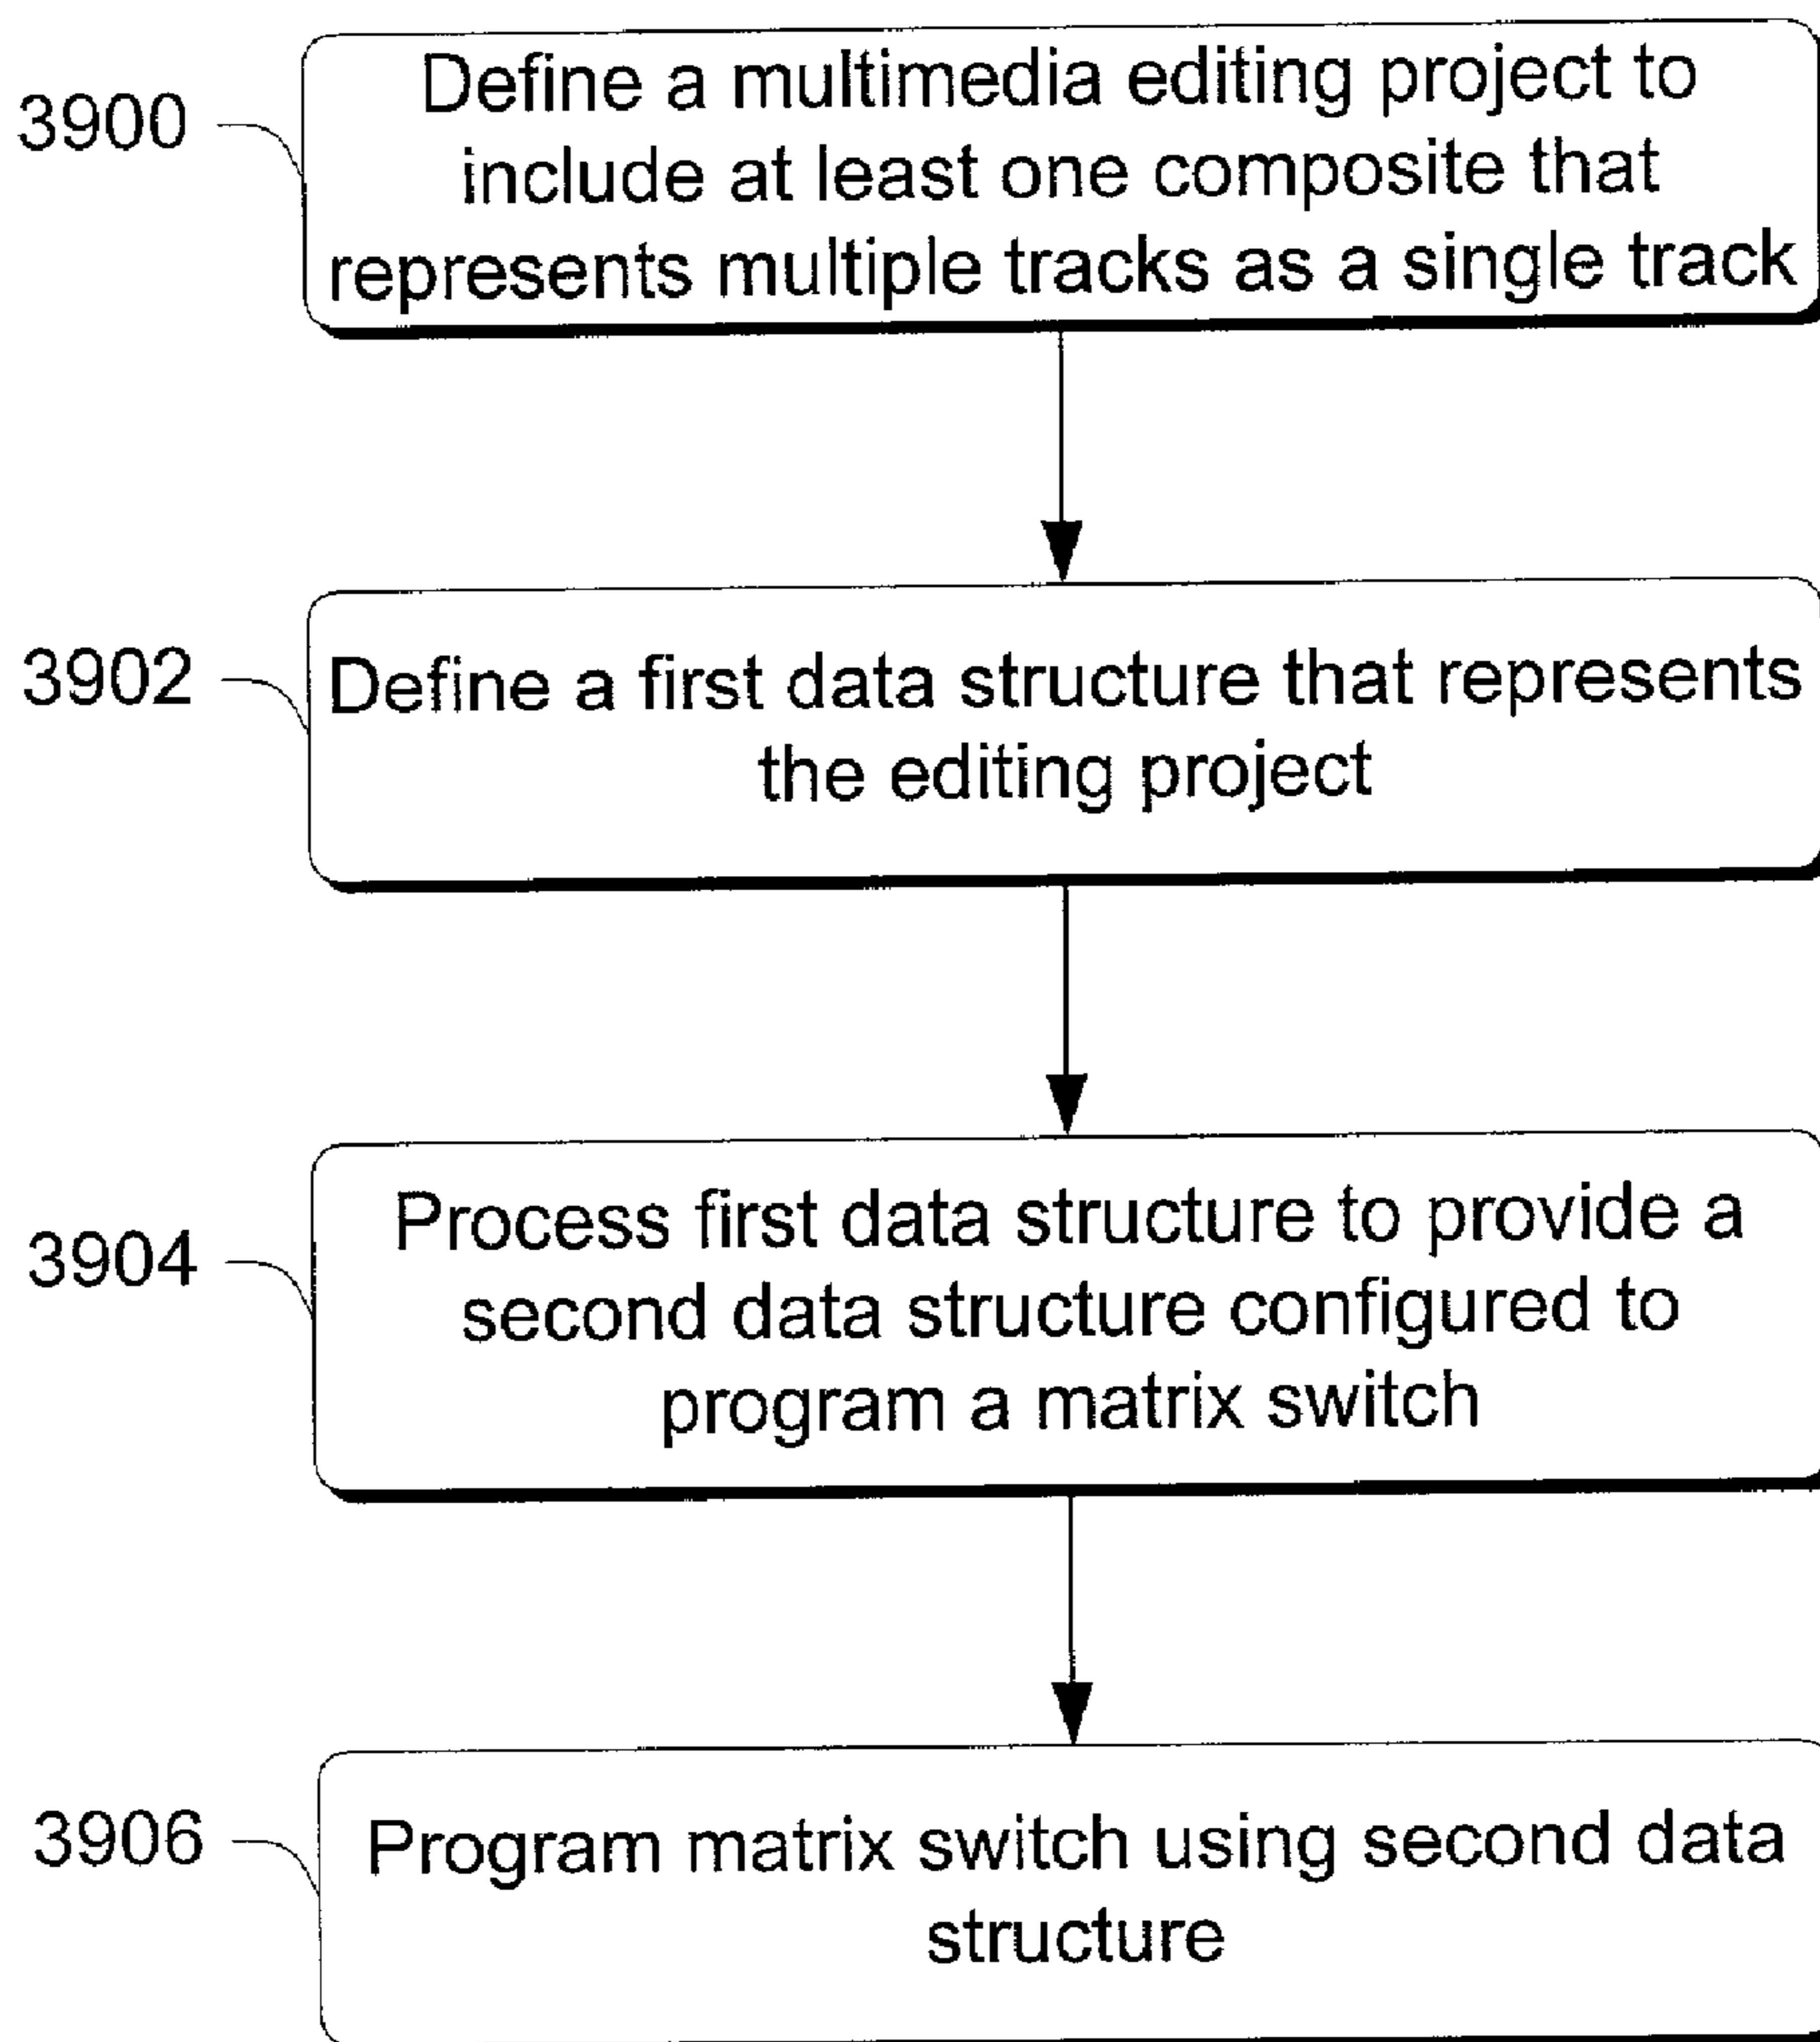 3900
Define a multimedia editing project to
include at least one composite that
represents multiple tracks as a single track
3902
Define a first data structure that represents
the editing project
3904
Process first data structure to provide a
second data structure configured to
program a matrix switch
3906
Program matrix switch using second data
structure